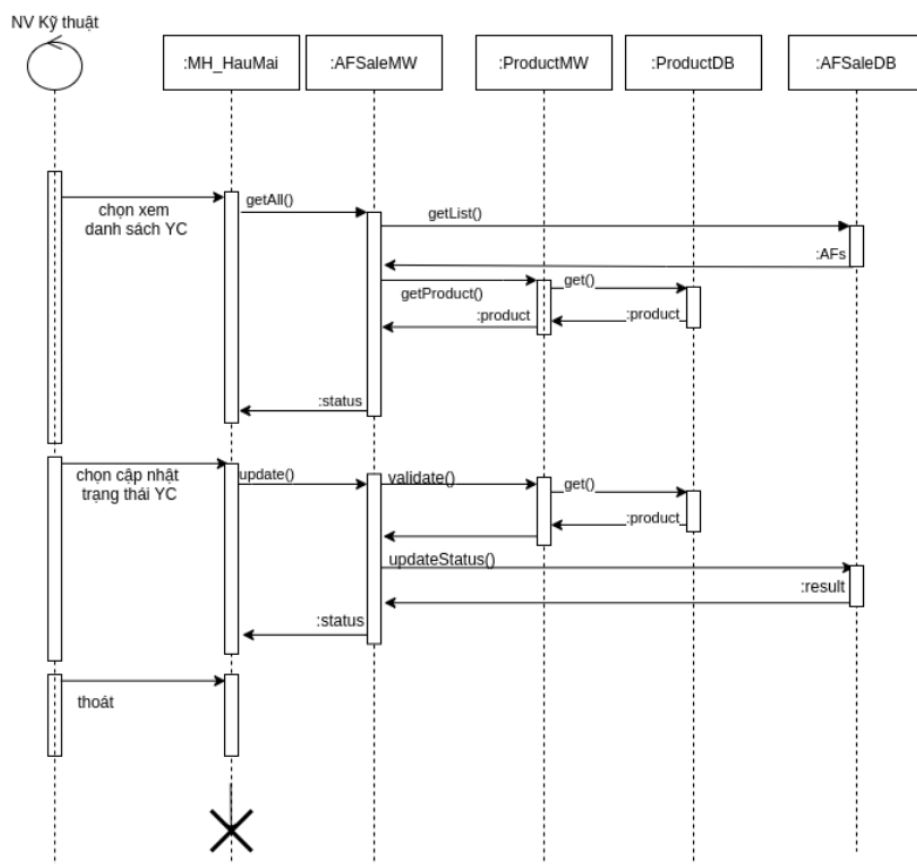 NV Kỹ thuật
:MH_HauMai
:AFSaleMW
:ProductMW
:ProductDB
:AFSaleDB
chọn xem
danh sách YC
getAll()
getList()
:AFs
getProduct()
get()
:product
:product
:status
chọn cập nhật
trạng thái YC
update()
validate()
get()
:product
updateStatus()
:result
:status
thoát